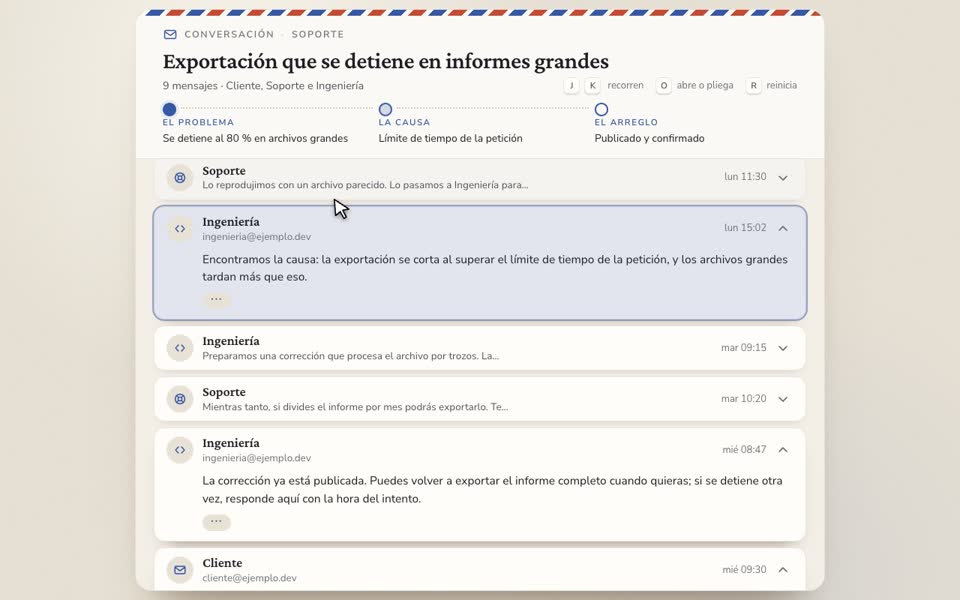 CONVERSACIÓN · SOPORTE
Exportación que se detiene en informes grandes
9 mensajes · Cliente, Soporte e Ingeniería
J K recorren O abre o pliega R reinicia
EL PROBLEMA
Se detiene al 80 % en archivos grandes
LA CAUSA
Límite de tiempo de la petición
EL ARREGLO
Publicado y confirmado
Soporte
Lo reprodujimos con un archivo parecido. Lo pasamos a Ingeniería para...
lun 11:30
Ingeniería
ingenieria@ejemplo.dev
lun 15:02
Encontramos la causa: la exportación se corta al superar el límite de tiempo de la petición, y los archivos grandes
tardan más que eso.
...
Ingeniería
Preparamos una corrección que procesa el archivo por trozos. La...
mar 09:15
Soporte
Mientras tanto, si divides el informe por mes podrás exportarlo. Te...
mar 10:20
Ingeniería
ingenieria@ejemplo.dev
mié 08:47
La corrección ya está publicada. Puedes volver a exportar el informe completo cuando quieras; si se detiene otra
vez, responde aquí con la hora del intento.
...
Cliente
cliente@ejemplo.dev
mié 09:30